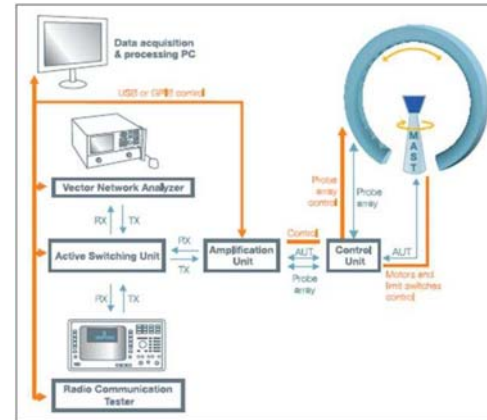 Data acquisition
& processing PC
USB or GPIB control
Vector Network Analyzer
RX
TX
Active Switching Unit
RX
TX
Amplification
Unit
Control
AUT
Probe
array
Control
Unit
Probe
array
control
Probe
array
MAST
AUT
Motors and
limit switches
control
RX
TX
Radio Communication
Tester